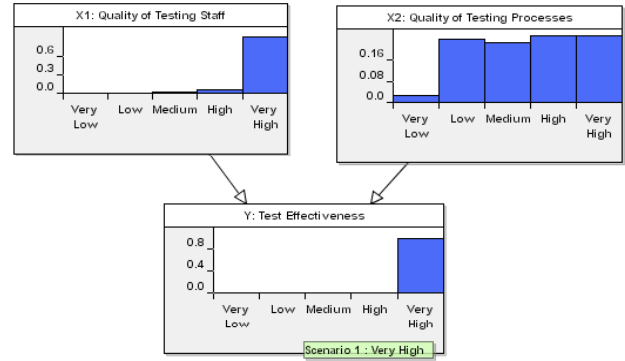 X1: Quality of Testing Staff
0.6
0.3
0.0
Very Low
Low
Medium
High
Very High
X2: Quality of Testing Processes
0.16
0.08
0.0
Very Low
Low
Medium
High
Very High
Y: Test Effectiveness
0.8
0.4
0.0
Very Low
Low
Medium
High
Very High
Scenario 1 : Very High